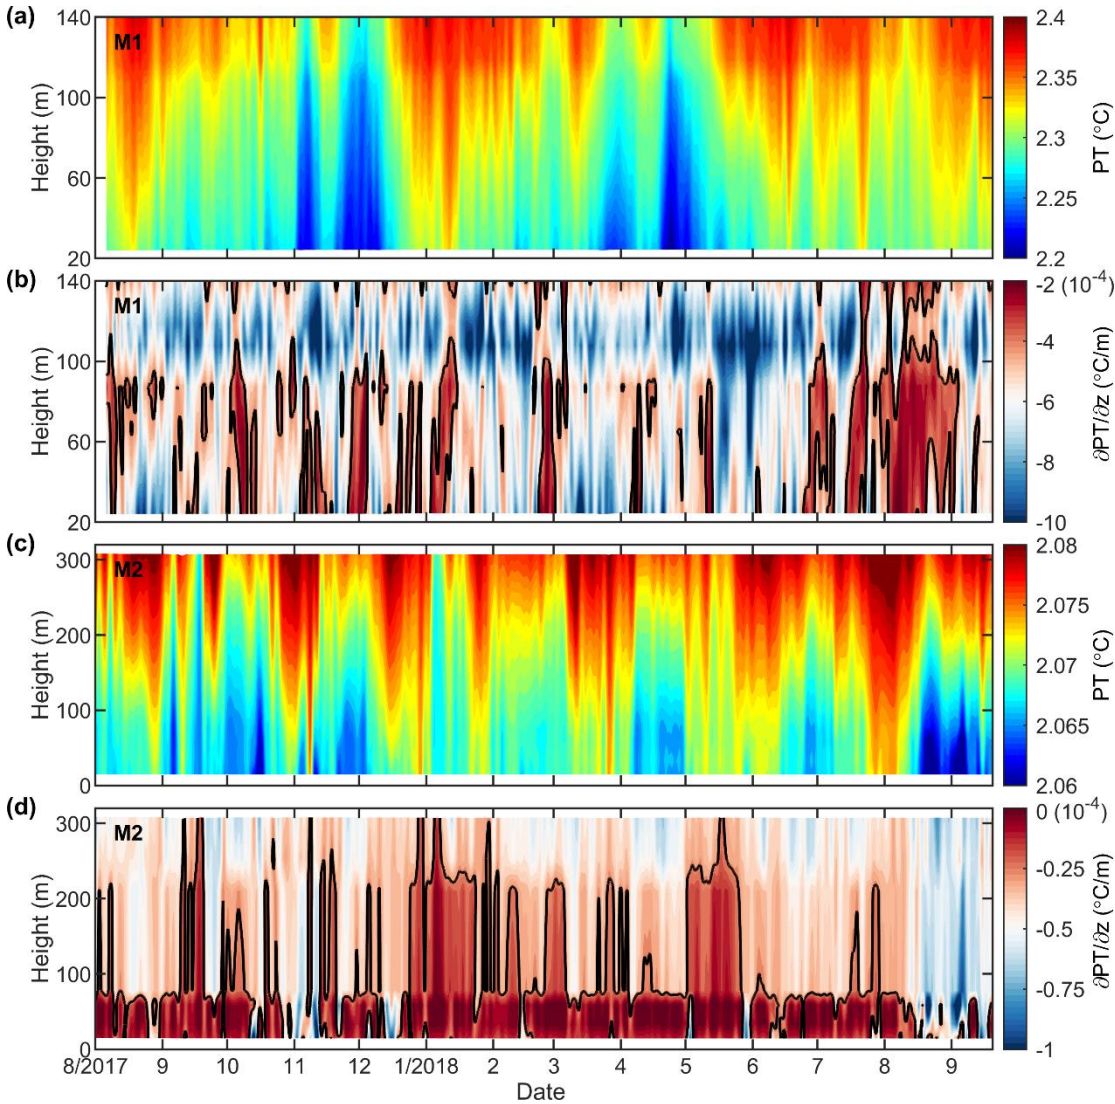 (a)
M1
140
100
60
20
Height (m)
2.4
2.35
2.3
2.25
2.2
PT (°C)
(b)
M1
140
100
60
20
Height (m)
-2 (10-4)
-4
-6
-8
-10
∂PT/∂z (°C/m)
(c)
M2
300
200
100
0
Height (m)
2.08
2.075
2.07
2.065
2.06
PT (°C)
(d)
M2
300
200
100
0
Height (m)
0 (10-4)
-0.25
-0.5
-0.75
-1
∂PT/∂z (°C/m)
8/2017 9 10 11 12 1/2018 2 3 4 5 6 7 8 9
Date